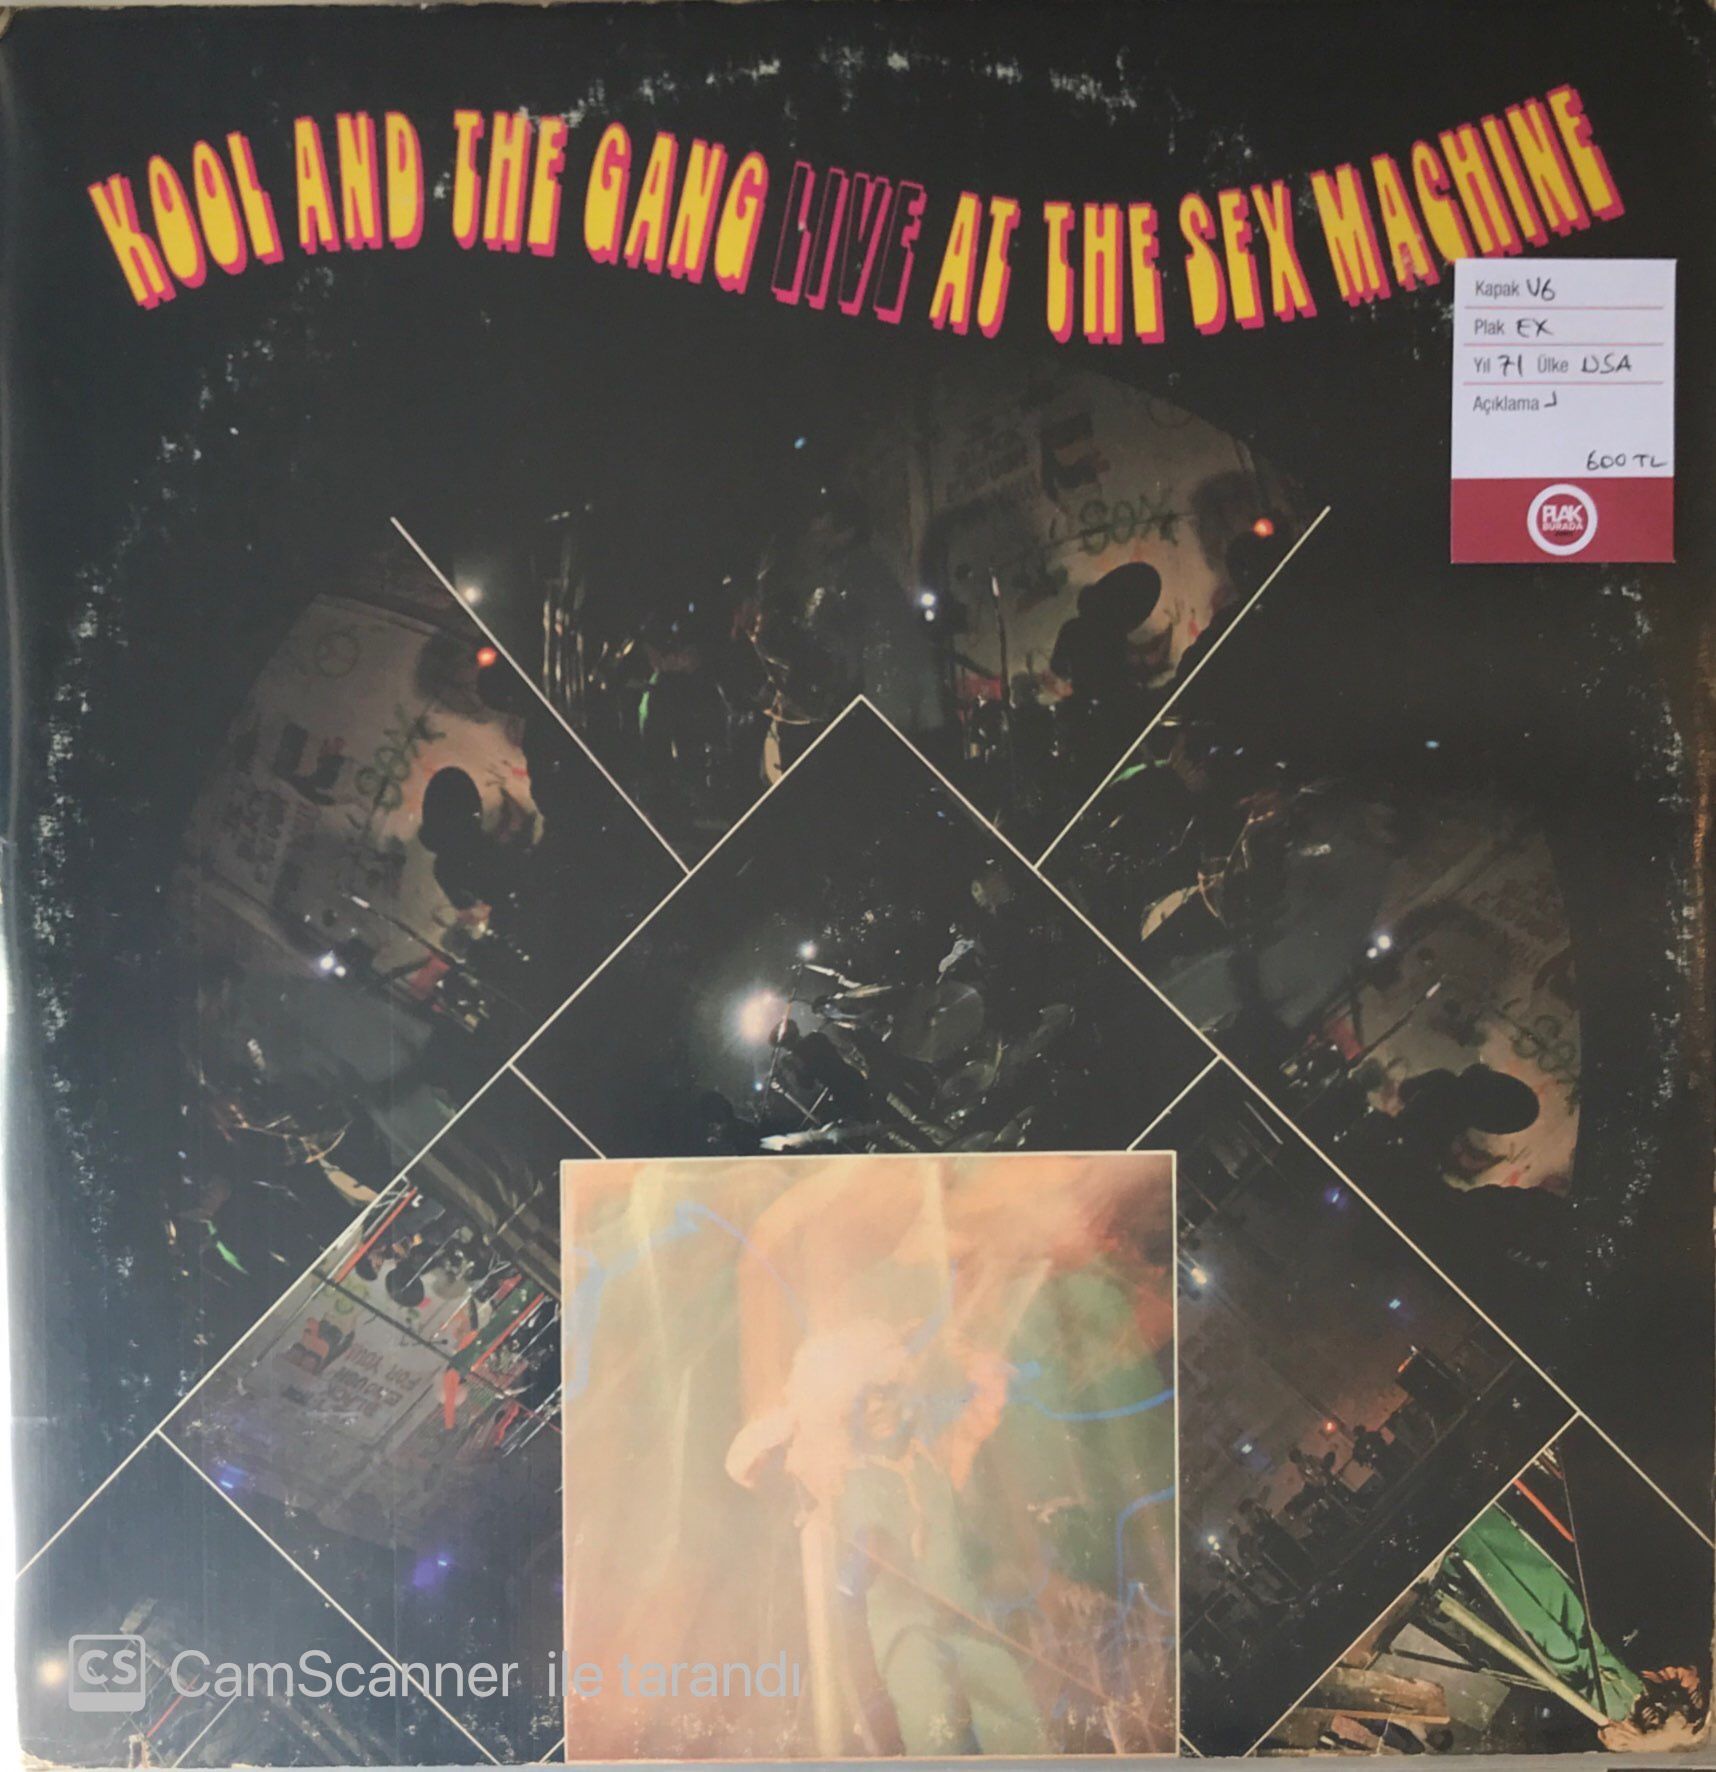 KOOL AND THE GANG LIVE AT THE SEX MACHINE
Kapak VG
Plak EX
Yıl 71 Ülke USA
Açıklama J
600 TL
PLAK
BURADA
CS CamScanner ile tarandı